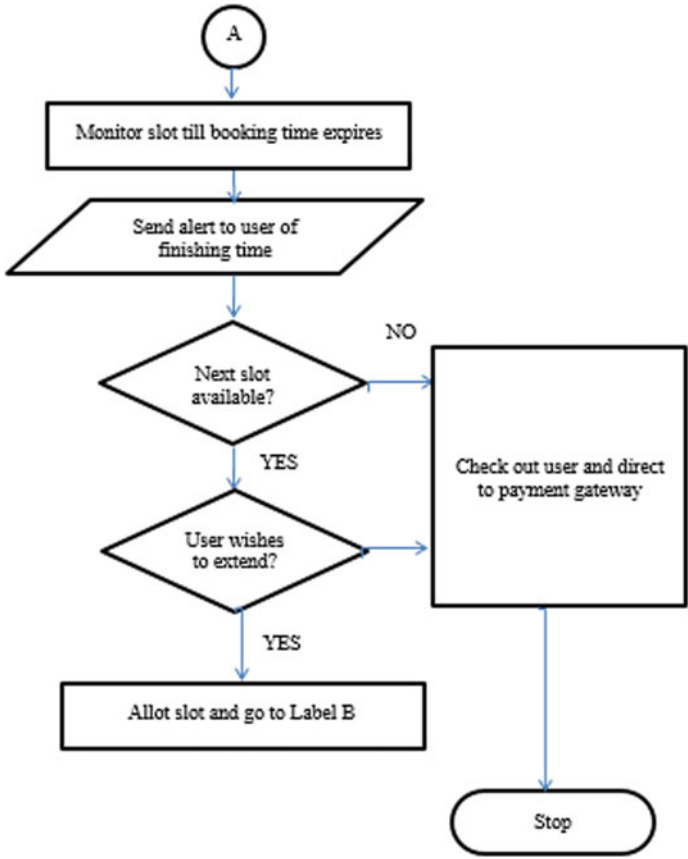 A
Monitor slot till booking time expires
Send alert to user of
finishing time
NO
Next slot
available?
Check out user and direct
to payment gateway
YES
User wishes
to extend?
YES
Allot slot and go to Label B
Stop